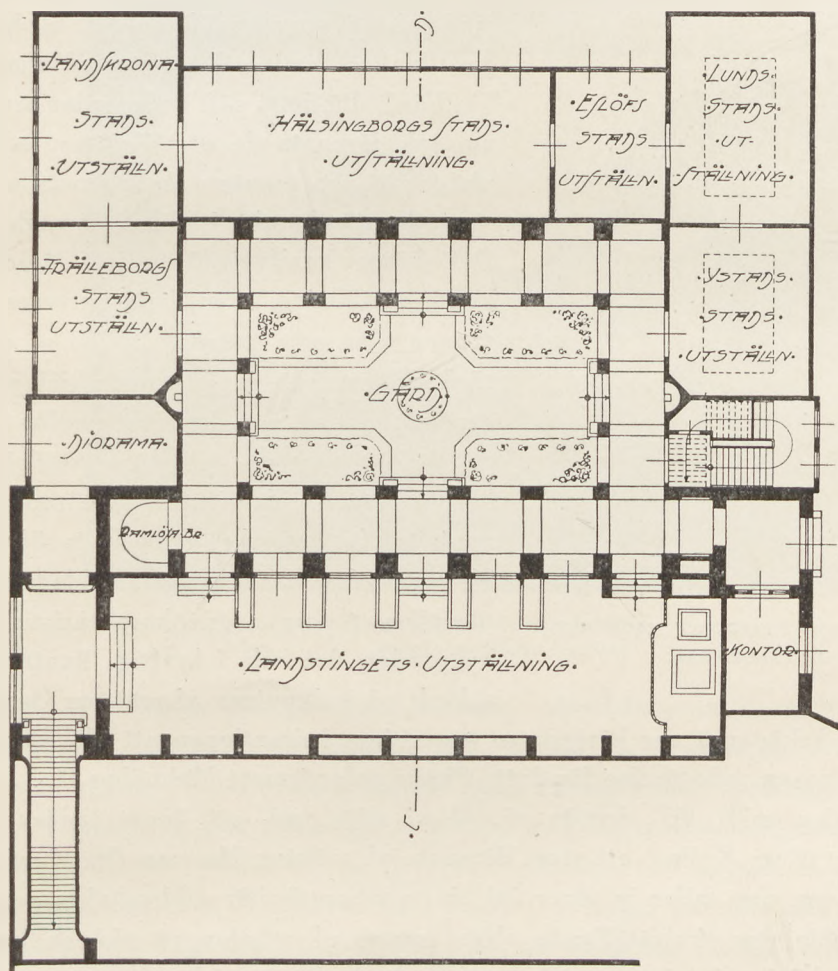 LANDSKRONA
STADS
UTSTÄLLN.
HÄLSINGBORGS STADS
UTSTÄLLNING.
ESLÖFS
STADS
UTSTÄLLN.
LUNDS
STADS
UT-
STÄLLNING
TRÄLLEBORGS
STADS
UTSTÄLLN.
YSTADS
STADS
UTSTÄLLN.
GÅRD
DIORAMA
RAMLÖSA BR.
LANDSTINGETS UTSTÄLLNING.
KONTOR